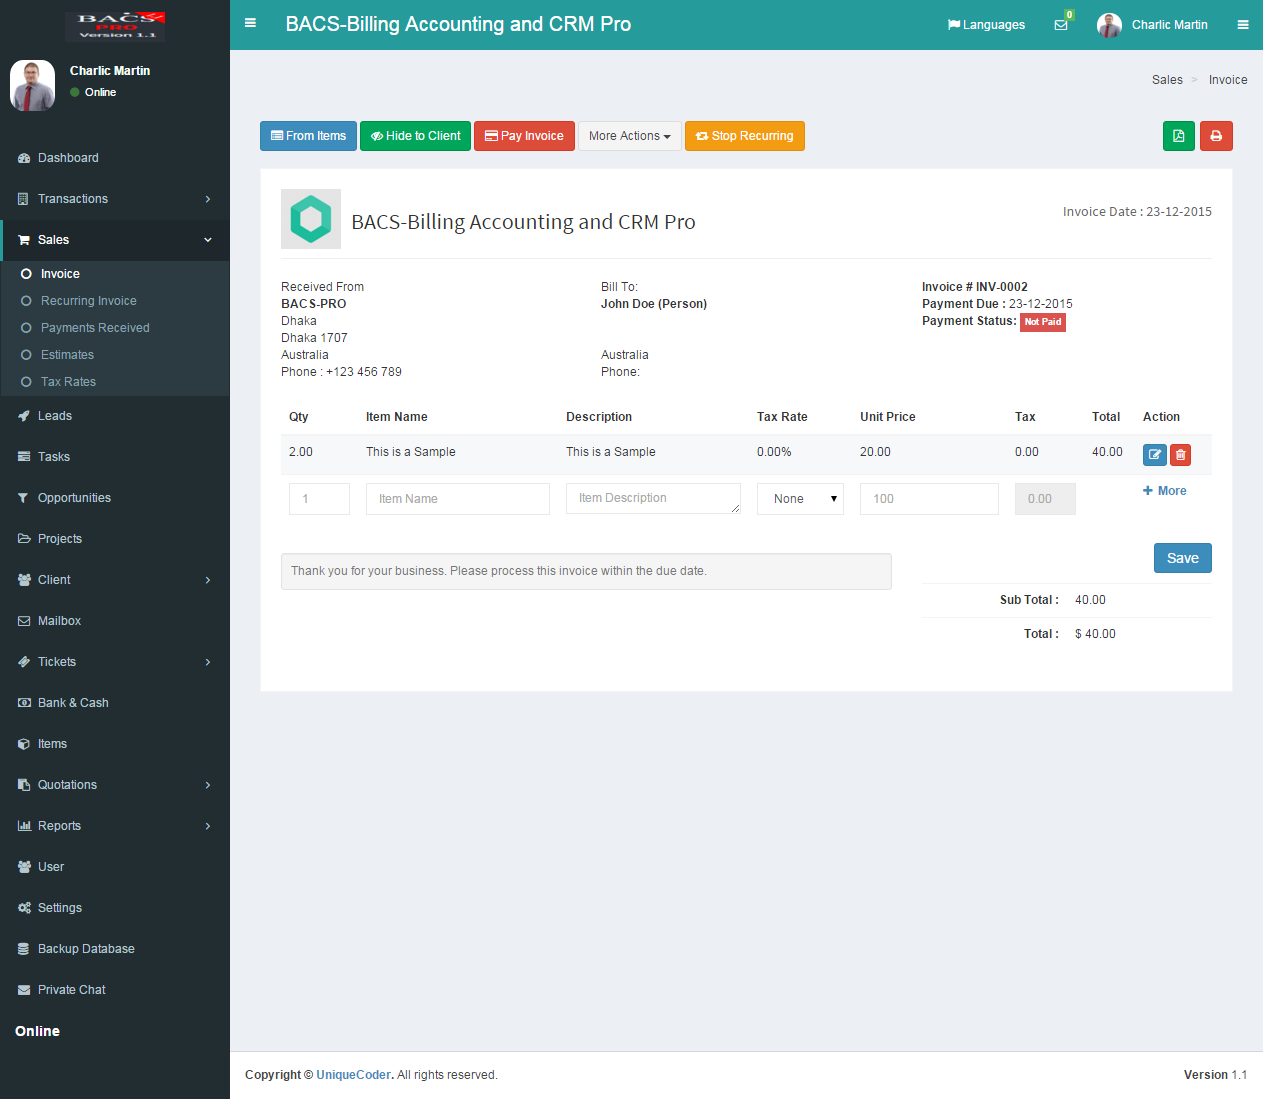 BACS
PRO
Version 1.1
BACS-Billing Accounting and CRM Pro
Languages
0
Charlic Martin
Charlic Martin
Online
Sales > Invoice
Dashboard
Transactions
Sales
Invoice
Recurring Invoice
Payments Received
Estimates
Tax Rates
Leads
Tasks
Opportunities
Projects
Client
Mailbox
Tickets
Bank & Cash
Items
Quotations
Reports
User
Settings
Backup Database
Private Chat
Online
From Items Hide to Client Pay Invoice More Actions Stop Recurring
BACS-Billing Accounting and CRM Pro
Invoice Date : 23-12-2015
Received From
BACS-PRO
Dhaka
Dhaka 1707
Australia
Phone : +123 456 789
Bill To:
John Doe (Person)
Australia
Phone:
Invoice # INV-0002
Payment Due : 23-12-2015
Payment Status: Not Paid
Qty Item Name Description Tax Rate Unit Price Tax Total Action
2.00 This is a Sample This is a Sample 0.00% 20.00 0.00 40.00
1 Item Name Item Description None 100 0.00 + More
Save
Thank you for your business. Please process this invoice within the due date.
Sub Total : 40.00
Total : $ 40.00
Copyright © UniqueCoder. All rights reserved.
Version 1.1